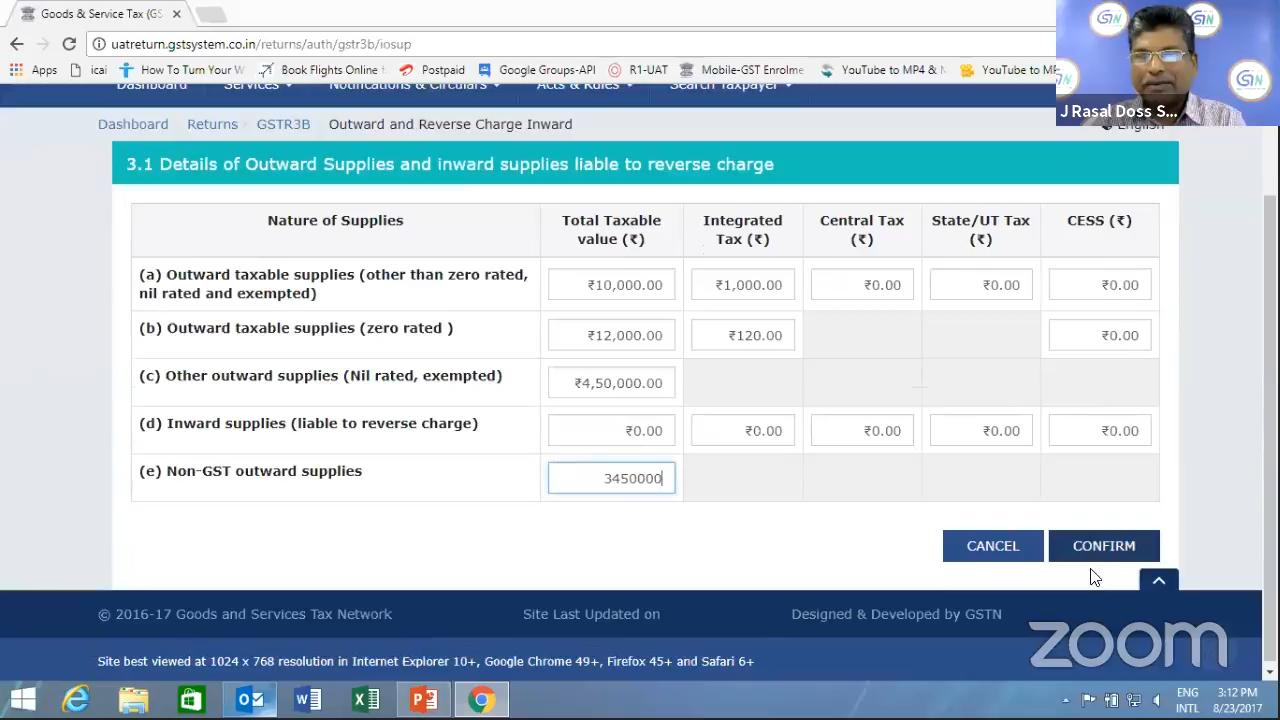 Goods & Service Tax (GS
uatreturn.gstsystem.co.in/returns/auth/gstr3b/iosup
Apps icai How To Turn Your W Book Flights Online Postpaid Google Groups-API R1-UAT Mobile-GST Enrolme YouTube to MP4 & M YouTube to MP
Dashboard Services Notifications & Circulars Acts & Rules Search Taxpayer
J Rasal Doss S...
Dashboard Returns GSTR3B Outward and Reverse Charge Inward English
3.1 Details of Outward Supplies and inward supplies liable to reverse charge
Nature of Supplies Total Taxable value (₹) Integrated Tax (₹) Central Tax (₹) State/UT Tax (₹) CESS (₹)
(a) Outward taxable supplies (other than zero rated, nil rated and exempted) ₹10,000.00 ₹1,000.00 ₹0.00 ₹0.00 ₹0.00
(b) Outward taxable supplies (zero rated ) ₹12,000.00 ₹120.00 ₹0.00
(c) Other outward supplies (Nil rated, exempted) ₹4,50,000.00
(d) Inward supplies (liable to reverse charge) ₹0.00 ₹0.00 ₹0.00 ₹0.00 ₹0.00
(e) Non-GST outward supplies 3450000
CANCEL CONFIRM
© 2016-17 Goods and Services Tax Network Site Last Updated on Designed & Developed by GSTN
zoom
Site best viewed at 1024 x 768 resolution in Internet Explorer 10+, Google Chrome 49+, Firefox 45+ and Safari 6+
ENG 3:12 PM
INTL 8/23/2017